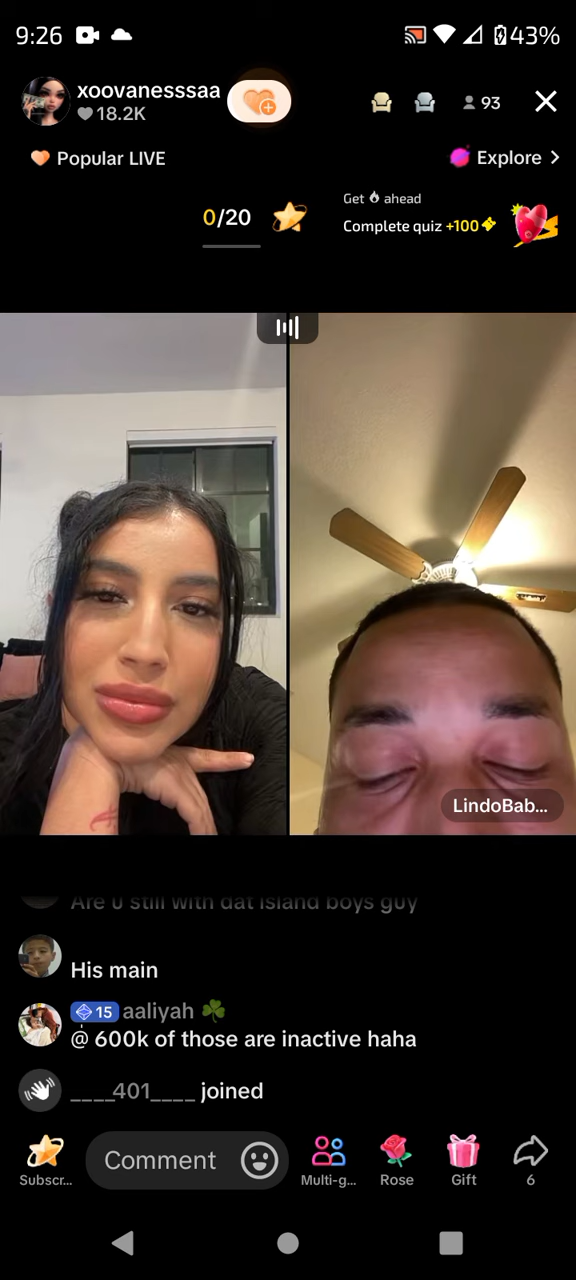 9:26
43%
xoovanesssaa
18.2K
93
Popular LIVE
Explore
0/20
Get ahead
Complete quiz +100
LindoBab...
Are u still with dat island boys guy
His main
15 aaliyah
@ 600k of those are inactive haha
____401____ joined
Comment
Subscr...
Multi-g...
Rose
Gift
6